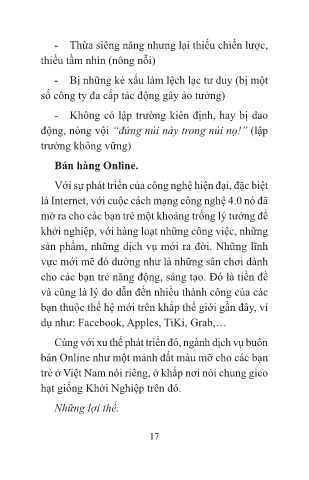 - Thừa siêng năng nhưng lại thiếu chiến lược,
thiếu tầm nhìn (nông nỗi)
- Bị những kẻ xấu làm lệch lạc tư duy (bị một
số công ty đa cấp tác động gây ảo tưởng)
- Không có lập trường kiên định, hay bị dao
động, nóng vội “đứng núi này trong núi nọ!” (lập
trường không vững)
Bán hàng Online.
Với sự phát triển của công nghệ hiện đại, đặc biệt
là Internet, với cuộc cách mạng công nghệ 4.0 nó đã
mở ra cho các bạn trẻ một khoảng trống lý tưởng để
khởi nghiệp, với hàng loạt những công việc, những
sản phẩm, những dịch vụ mới ra đời. Những lĩnh
vực mới mẽ đó dường như là những sân chơi dành
cho các bạn trẻ năng động, sáng tạo. Đó là tiền đề
và cũng là lý do dẫn đến nhiều thành công của các
bạn thuộc thế hệ mới trên khắp thế giới gần đây, ví
dụ như: Facebook, Apples, TiKi, Grab,…
Cùng với xu thế phát triển đó, ngành dịch vụ buôn
bán Online như một mảnh đất màu mỡ cho các bạn
trẻ ở Việt Nam nói riêng, ở khắp nơi nói chung gieo
hạt giống Khởi Nghiệp trên đó.
Những lợi thế.
17